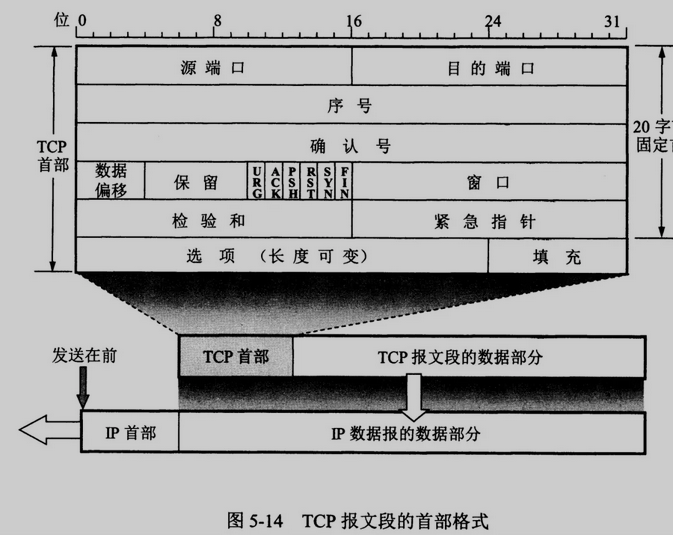 位 0 8 16 24 31
源端口 目的端口
序号
确认号
TCP
首部
20 字
固定
数据
偏移
保留
URG
ACK
PSH
RST
SYN
FIN
窗口
检验和 紧急指针
选项 (长度可变) 填充
发送在前
TCP 首部 TCP 报文段的数据部分
IP 首部 IP 数据报的数据部分
图 5-14 TCP 报文段的首部格式